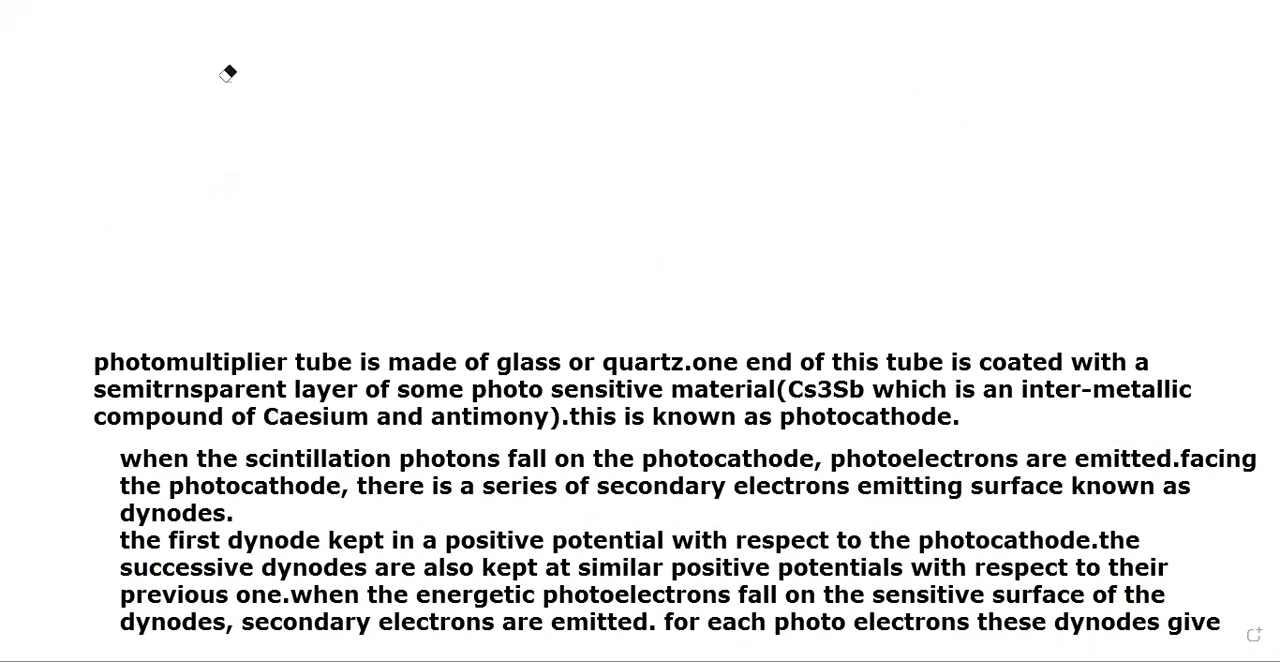 photomultiplier tube is made of glass or quartz.one end of this tube is coated with a
semitrnsparent layer of some photo sensitive material(Cs3Sb which is an inter-metallic
compound of Caesium and antimony).this is known as photocathode.
when the scintillation photons fall on the photocathode, photoelectrons are emitted.facing
the photocathode, there is a series of secondary electrons emitting surface known as
dynodes.
the first dynode kept in a positive potential with respect to the photocathode.the
successive dynodes are also kept at similar positive potentials with respect to their
previous one.when the energetic photoelectrons fall on the sensitive surface of the
dynodes, secondary electrons are emitted. for each photo electrons these dynodes give